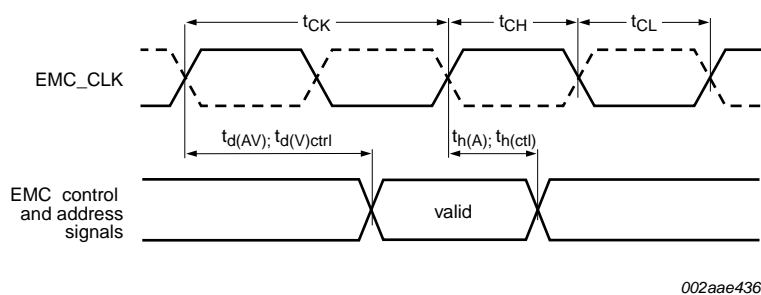 tCK
tCH
tCL
EMC_CLK
td(AV); td(V)ctrl
th(A); th(ctl)
EMC control
and address
signals
valid
002aae436